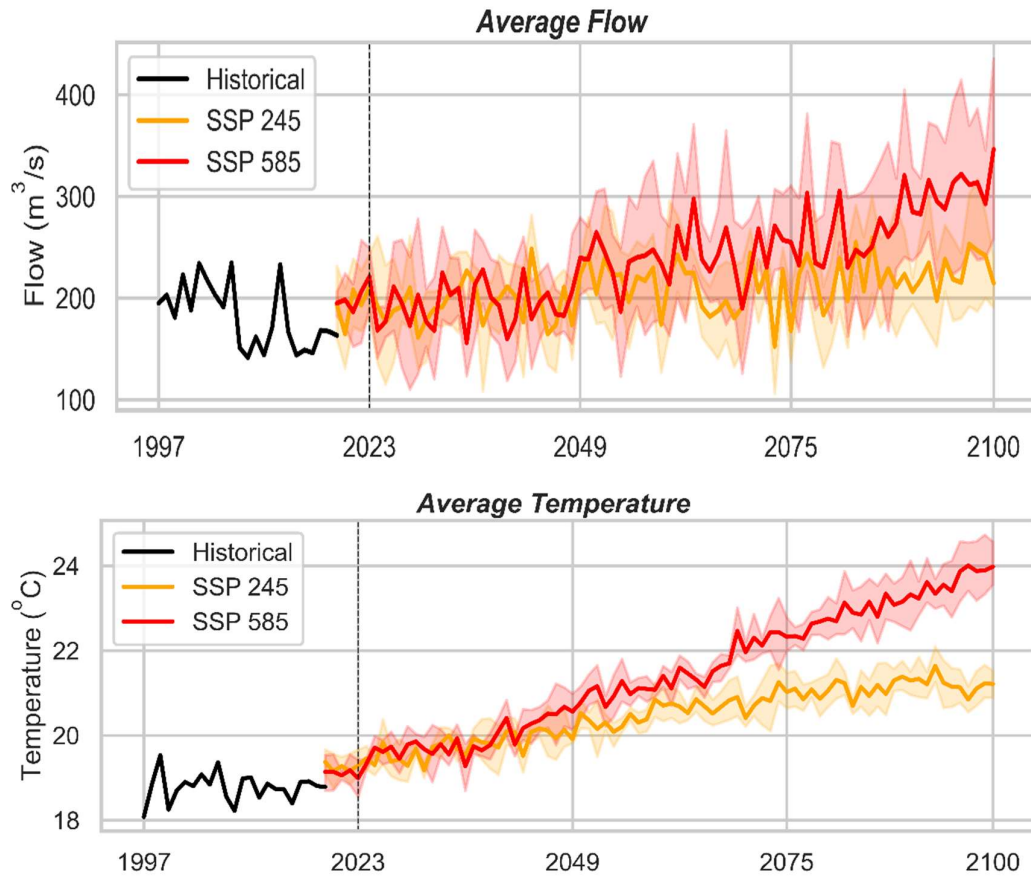 Average Flow
Historical
SSP 245
SSP 585
Flow (m³/s)
400
300
200
100
1997 2023 2049 2075 2100
Average Temperature
Historical
SSP 245
SSP 585
Temperature (°C)
24
22
20
18
1997 2023 2049 2075 2100